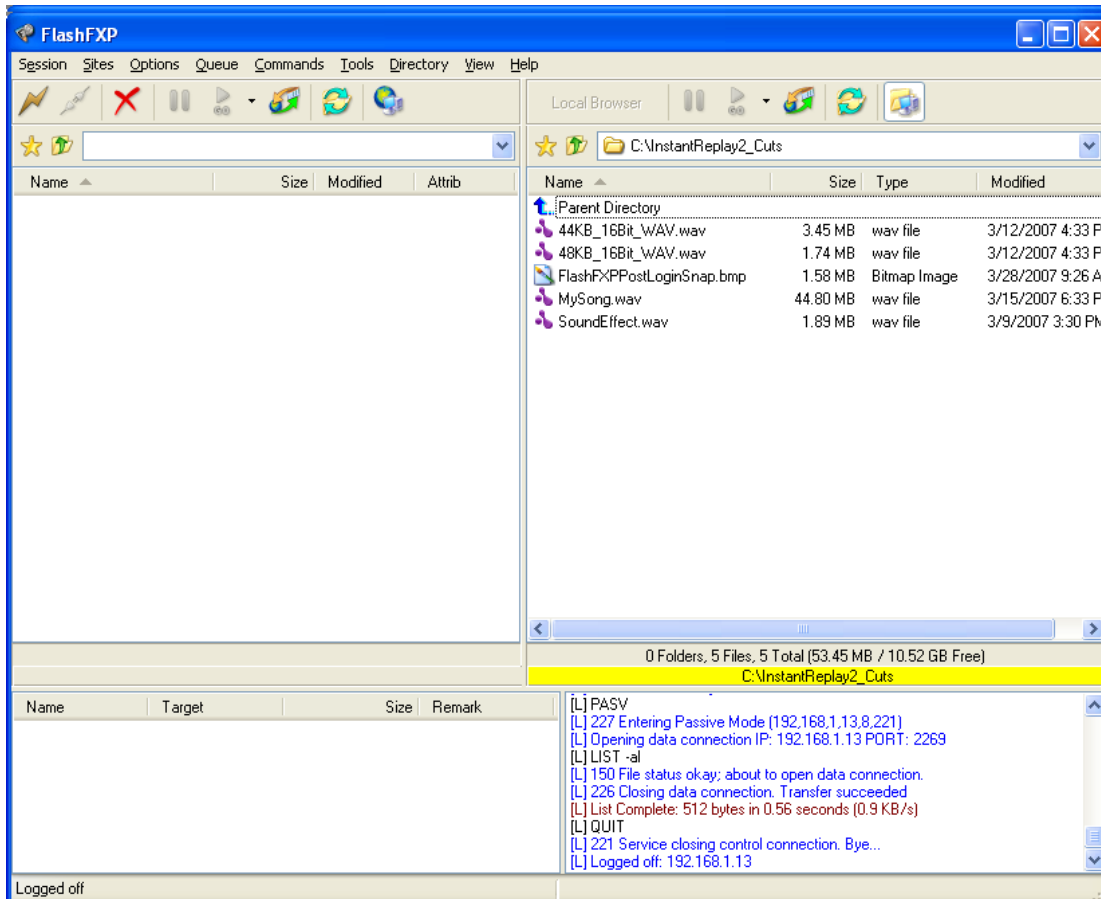 FlashFXP
Session Sites Options Queue Commands Tools Directory View Help
Local Browser
C:\InstantReplay2_Cuts
Name Size Modified Attrib
Name Size Type Modified
Parent Directory
44KB_16Bit_WAV.wav 3.45 MB wav file 3/12/2007 4:33 P
48KB_16Bit_WAV.wav 1.74 MB wav file 3/12/2007 4:33 P
FlashFXPPostLoginSnap.bmp 1.58 MB Bitmap Image 3/28/2007 9:26 A
MySong.wav 44.80 MB wav file 3/15/2007 6:33 P
SoundEffect.wav 1.89 MB wav file 3/9/2007 3:30 PM
0 Folders, 5 Files, 5 Total (53.45 MB / 10.52 GB Free)
C:\InstantReplay2_Cuts
Name Target Size Remark
[L] PASV
[L] 227 Entering Passive Mode (192,168,1,13,8,221)
[L] Opening data connection IP: 192.168.1.13 PORT: 2269
[L] LIST -al
[L] 150 File status okay; about to open data connection.
[L] 226 Closing data connection. Transfer succeeded
[L] List Complete: 512 bytes in 0.56 seconds (0.9 KB/s)
[L] QUIT
[L] 221 Service closing control connection. Bye...
[L] Logged off: 192.168.1.13
Logged off